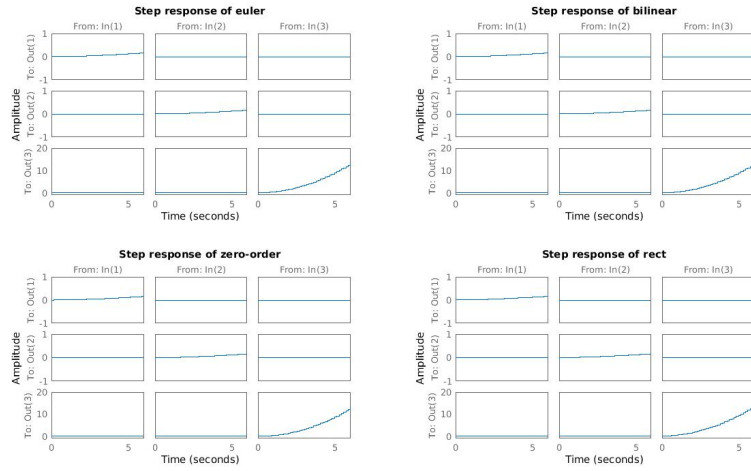 Step response of euler
From: In(1) From: In(2) From: In(3)
To: Out(1)
1
0
-1
To: Out(2)
1
0
-1
To: Out(3)
20
10
0
Amplitude
0 5 0 5 0 5
Time (seconds)
Step response of bilinear
From: In(1) From: In(2) From: In(3)
To: Out(1)
1
0
-1
To: Out(2)
1
0
-1
To: Out(3)
20
10
0
Amplitude
0 5 0 5 0 5
Time (seconds)
Step response of zero-order
From: In(1) From: In(2) From: In(3)
To: Out(1)
1
0
-1
To: Out(2)
1
0
-1
To: Out(3)
20
10
0
Amplitude
0 5 0 5 0 5
Time (seconds)
Step response of rect
From: In(1) From: In(2) From: In(3)
To: Out(1)
1
0
-1
To: Out(2)
1
0
-1
To: Out(3)
20
10
0
Amplitude
0 5 0 5 0 5
Time (seconds)